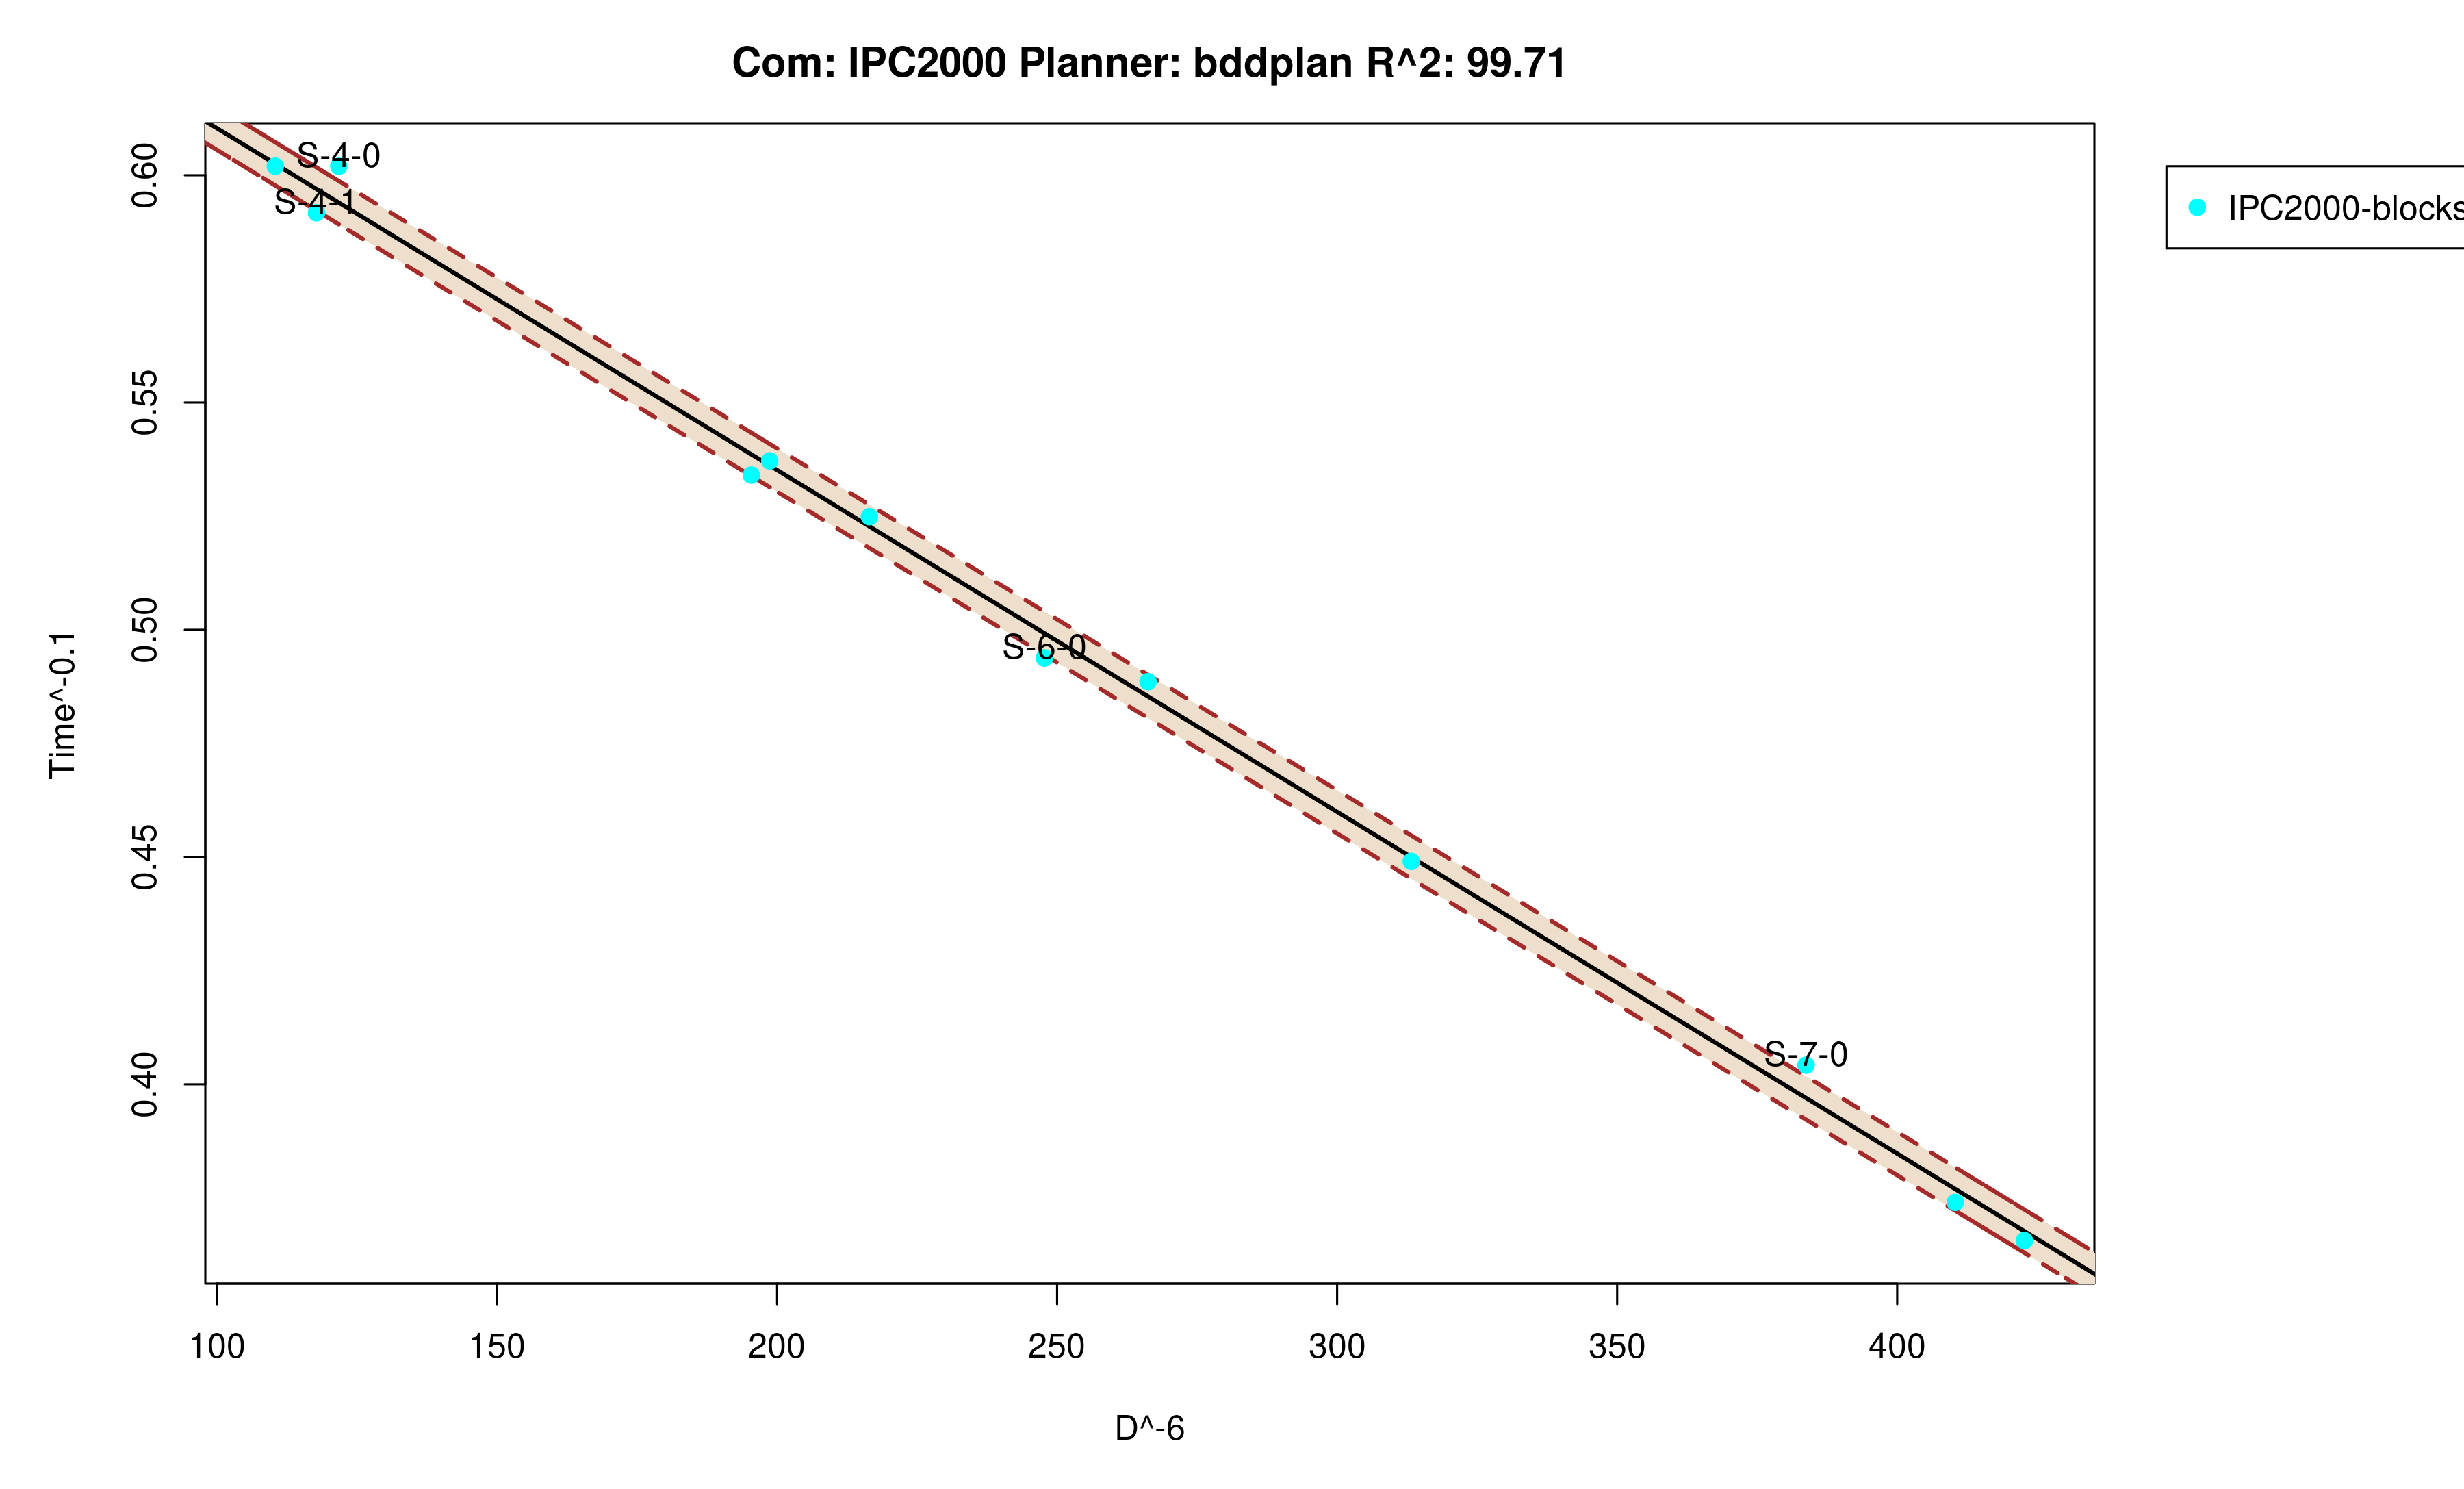 Com: IPC2000 Planner: bddplan R^2: 99.71
Time^-0.1
0.60
0.55
0.50
0.45
0.40
S-4-0
S-4-1
S-6-0
S-7-0
IPC2000-blocks
100 150 200 250 300 350 400
D^-6